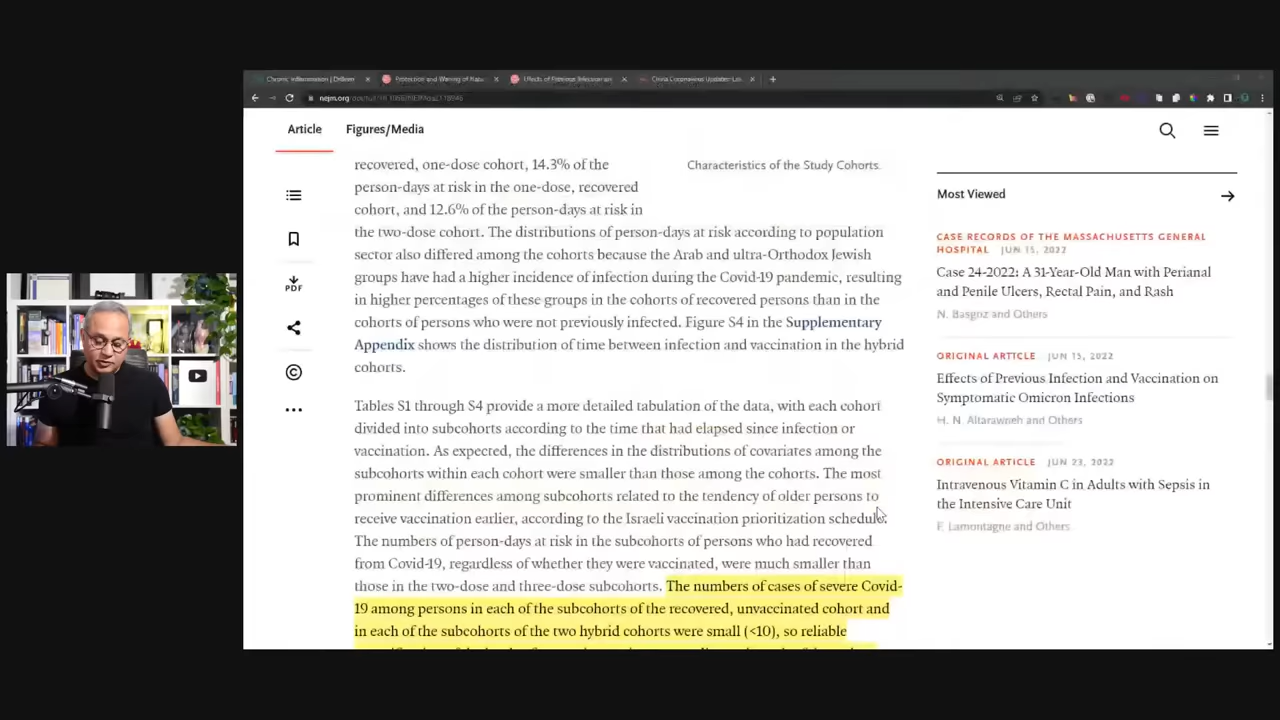 Article
Figures/Media
recovered, one-dose cohort, 14.3% of the
person-days at risk in the one-dose, recovered
cohort, and 12.6% of the person-days at risk in
the two-dose cohort. The distributions of person-days at risk according to population
sector also differed among the cohorts because the Arab and ultra-Orthodox Jewish
groups have had a higher incidence of infection during the Covid-19 pandemic, resulting
in higher percentages of these groups in the cohorts of recovered persons than in the
cohorts of persons who were not previously infected. Figure S4 in the Supplementary
Appendix shows the distribution of time between infection and vaccination in the hybrid
cohorts.
Characteristics of the Study Cohorts.
Tables S1 through S4 provide a more detailed tabulation of the data, with each cohort
divided into subcohorts according to the time that had elapsed since infection or
vaccination. As expected, the differences in the distributions of covariates among the
subcohorts within each cohort were smaller than those among the cohorts. The most
prominent differences among subcohorts related to the tendency of older persons to
receive vaccination earlier, according to the Israeli vaccination prioritization schedule.
The numbers of person-days at risk in the subcohorts of persons who had recovered
from Covid-19, regardless of whether they were vaccinated, were much smaller than
those in the two-dose and three-dose subcohorts. The numbers of cases of severe Covid-
19 among persons in each of the subcohorts of the recovered, unvaccinated cohort and
in each of the subcohorts of the two hybrid cohorts were small (<10), so reliable
PDF
Most Viewed
CASE RECORDS OF THE MASSACHUSETTS GENERAL
HOSPITAL JUN 15, 2022
Case 24-2022: A 31-Year-Old Man with Perianal
and Penile Ulcers, Rectal Pain, and Rash
N. Basgoz and Others
ORIGINAL ARTICLE JUN 15, 2022
Effects of Previous Infection and Vaccination on
Symptomatic Omicron Infections
H. N. Altarawneh and Others
ORIGINAL ARTICLE JUN 23, 2022
Intravenous Vitamin C in Adults with Sepsis in
the Intensive Care Unit
F. Lamontagne and Others